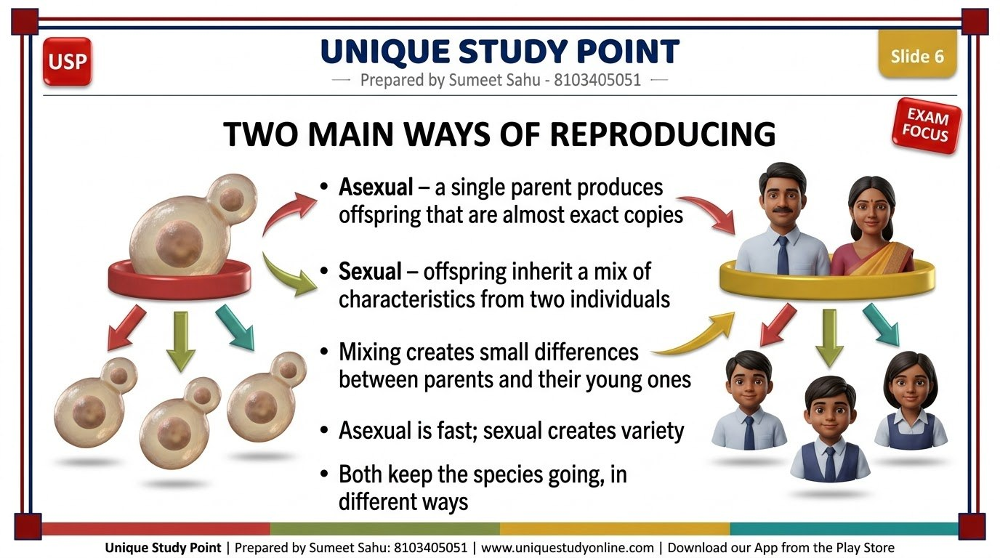 USP
UNIQUE STUDY POINT
Prepared by Sumeet Sahu - 8103405051
Slide 6
EXAM
FOCUS
TWO MAIN WAYS OF REPRODUCING
• Asexual – a single parent produces
offspring that are almost exact copies
• Sexual – offspring inherit a mix of
characteristics from two individuals
• Mixing creates small differences
between parents and their young ones
• Asexual is fast; sexual creates variety
• Both keep the species going, in
different ways
Unique Study Point | Prepared by Sumeet Sahu: 8103405051 | www.uniquestudyonline.com | Download our App from the Play Store